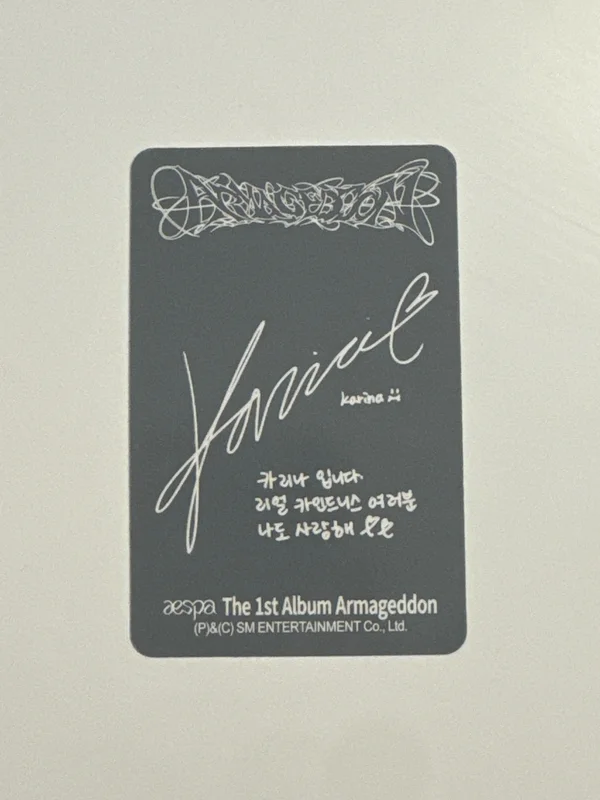 ARMAGEDDON
Karina
karina
카리나 입니다.
리얼 카인드니스 여러분
나도 사랑해
aespa The 1st Album Armageddon
(P)&(C) SM ENTERTAINMENT Co., Ltd.